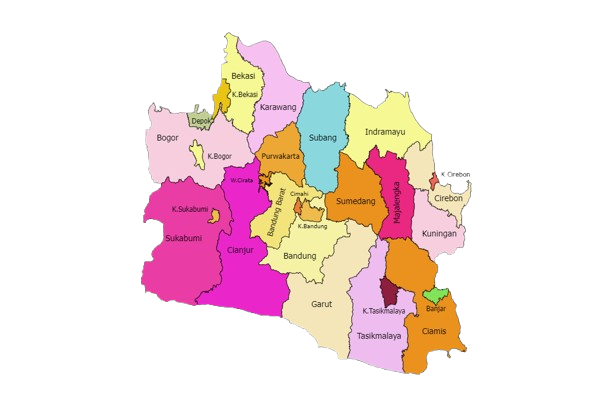 Bekasi
K.Bekasi
Karawang
Depok
Bogor
K.Bogor
Subang
Indramayu
Purwakarta
K Cirebon
W.Cirata
Cimahi
Bandung Barat
Sumedang
Majalengka
Cirebon
K.Sukabumi
Sukabumi
K.Bandung
Kuningan
Cianjur
Bandung
Garut
K.Tasikmalaya
Banjar
Tasikmalaya
Ciamis